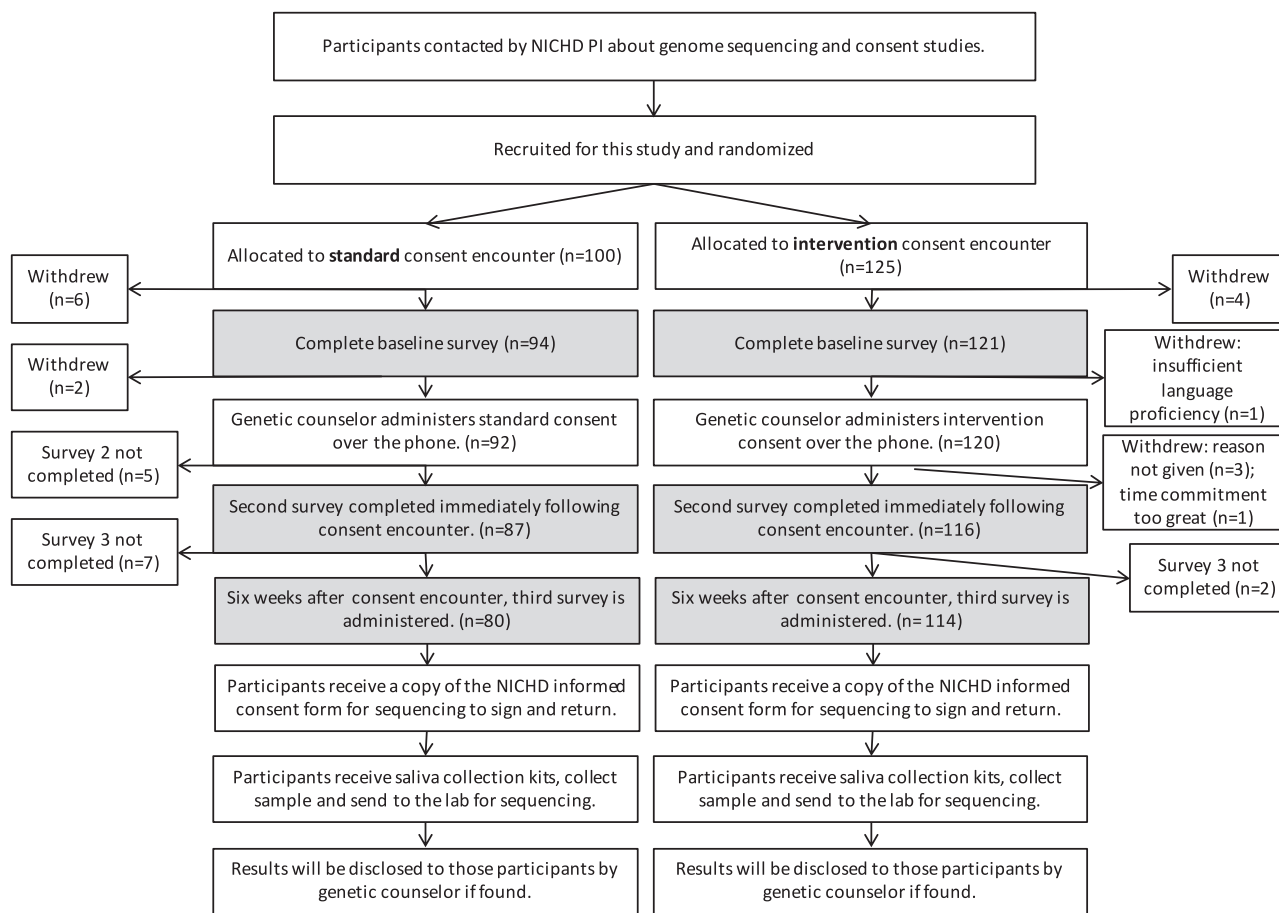 Participants contacted by NICHD PI about genome sequencing and consent studies.
Recruited for this study and randomized
Allocated to standard consent encounter (n=100)
Allocated to intervention consent encounter
(n=125)
Withdrew
(n=6)
Withdrew
(n=4)
Complete baseline survey (n=94)
Complete baseline survey (n=121)
Withdrew
(n=2)
Withdrew:
insufficient
language
proficiency (n=1)
Genetic counselor administers standard consent
over the phone. (n=92)
Genetic counselor administers intervention
consent over the phone. (n=120)
Survey 2 not
completed (n=5)
Withdrew: reason
not given (n=3);
time commitment
too great (n=1)
Second survey completed immediately following
consent encounter. (n=87)
Second survey completed immediately following
consent encounter. (n=116)
Survey 3 not
completed (n=7)
Survey 3 not
completed (n=2)
Six weeks after consent encounter, third survey is
administered. (n=80)
Six weeks after consent encounter, third survey is
administered. (n= 114)
Participants receive a copy of the NICHD informed
consent form for sequencing to sign and return.
Participants receive a copy of the NICHD informed
consent form for sequencing to sign and return.
Participants receive saliva collection kits, collect
sample and send to the lab for sequencing.
Participants receive saliva collection kits, collect
sample and send to the lab for sequencing.
Results will be disclosed to those participants by
genetic counselor if found.
Results will be disclosed to those participants by
genetic counselor if found.